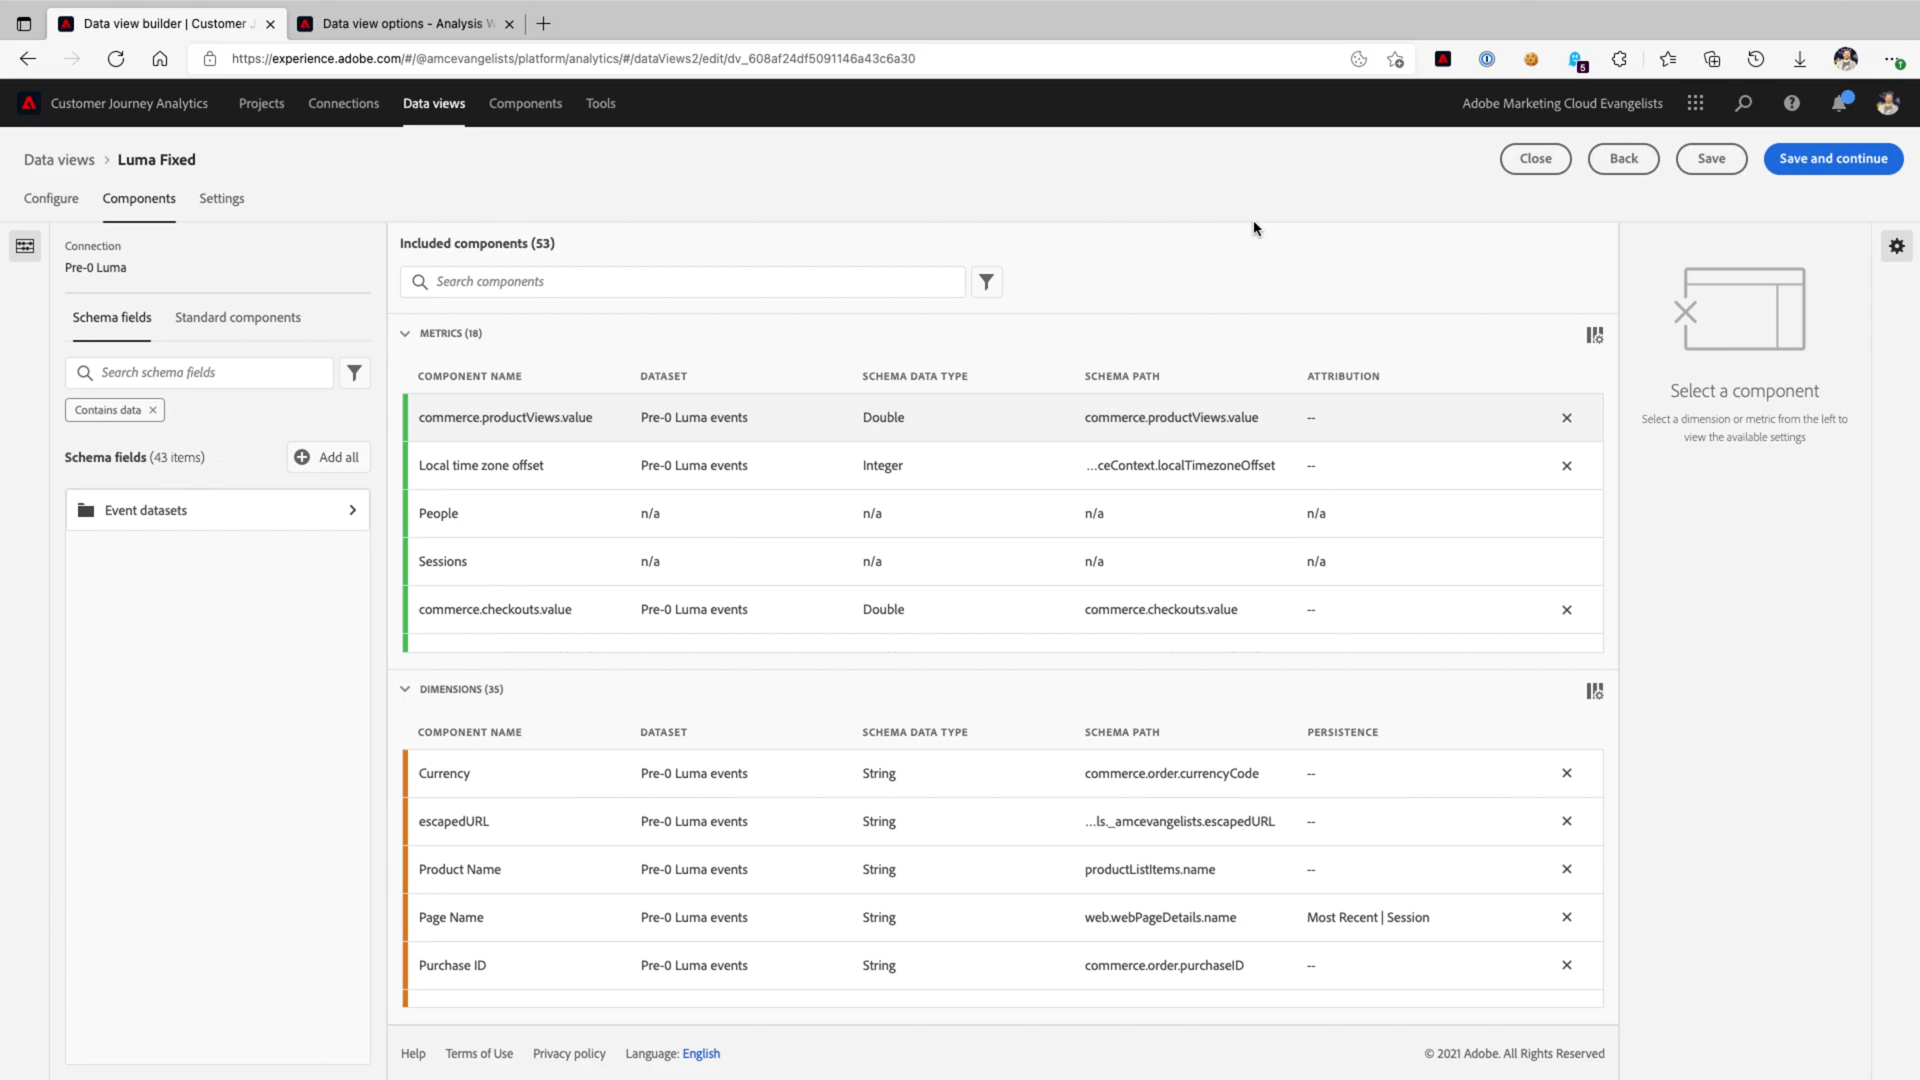 Data view builder | Customer J
Data view options - Analysis W
https://experience.adobe.com/#/@amcevangelists/platform/analytics/#/dataViews2/edit/dv_608af24df5091146a43c6a30
5
Customer Journey Analytics
Projects
Connections
Data views
Components
Tools
Adobe Marketing Cloud Evangelists
Data views > Luma Fixed
Close
Back
Save
Save and continue
Configure
Components
Settings
Connection
Pre-0 Luma
Schema fields
Standard components
Search schema fields
Contains data
Schema fields (43 items)
Add all
Event datasets
Included components (53)
Search components
METRICS (18)
COMPONENT NAME DATASET SCHEMA DATA TYPE SCHEMA PATH ATTRIBUTION
commerce.productViews.value Pre-0 Luma events Double commerce.productViews.value --
Local time zone offset Pre-0 Luma events Integer ...ceContext.localTimezoneOffset --
People n/a n/a n/a n/a
Sessions n/a n/a n/a n/a
commerce.checkouts.value Pre-0 Luma events Double commerce.checkouts.value --
DIMENSIONS (35)
COMPONENT NAME DATASET SCHEMA DATA TYPE SCHEMA PATH PERSISTENCE
Currency Pre-0 Luma events String commerce.order.currencyCode --
escapedURL Pre-0 Luma events String ...ls._amcevangelists.escapedURL --
Product Name Pre-0 Luma events String productListItems.name --
Page Name Pre-0 Luma events String web.webPageDetails.name Most Recent | Session
Purchase ID Pre-0 Luma events String commerce.order.purchaseID --
Select a component
Select a dimension or metric from the left to
view the available settings
Help
Terms of Use
Privacy policy
Language: English
© 2021 Adobe. All Rights Reserved